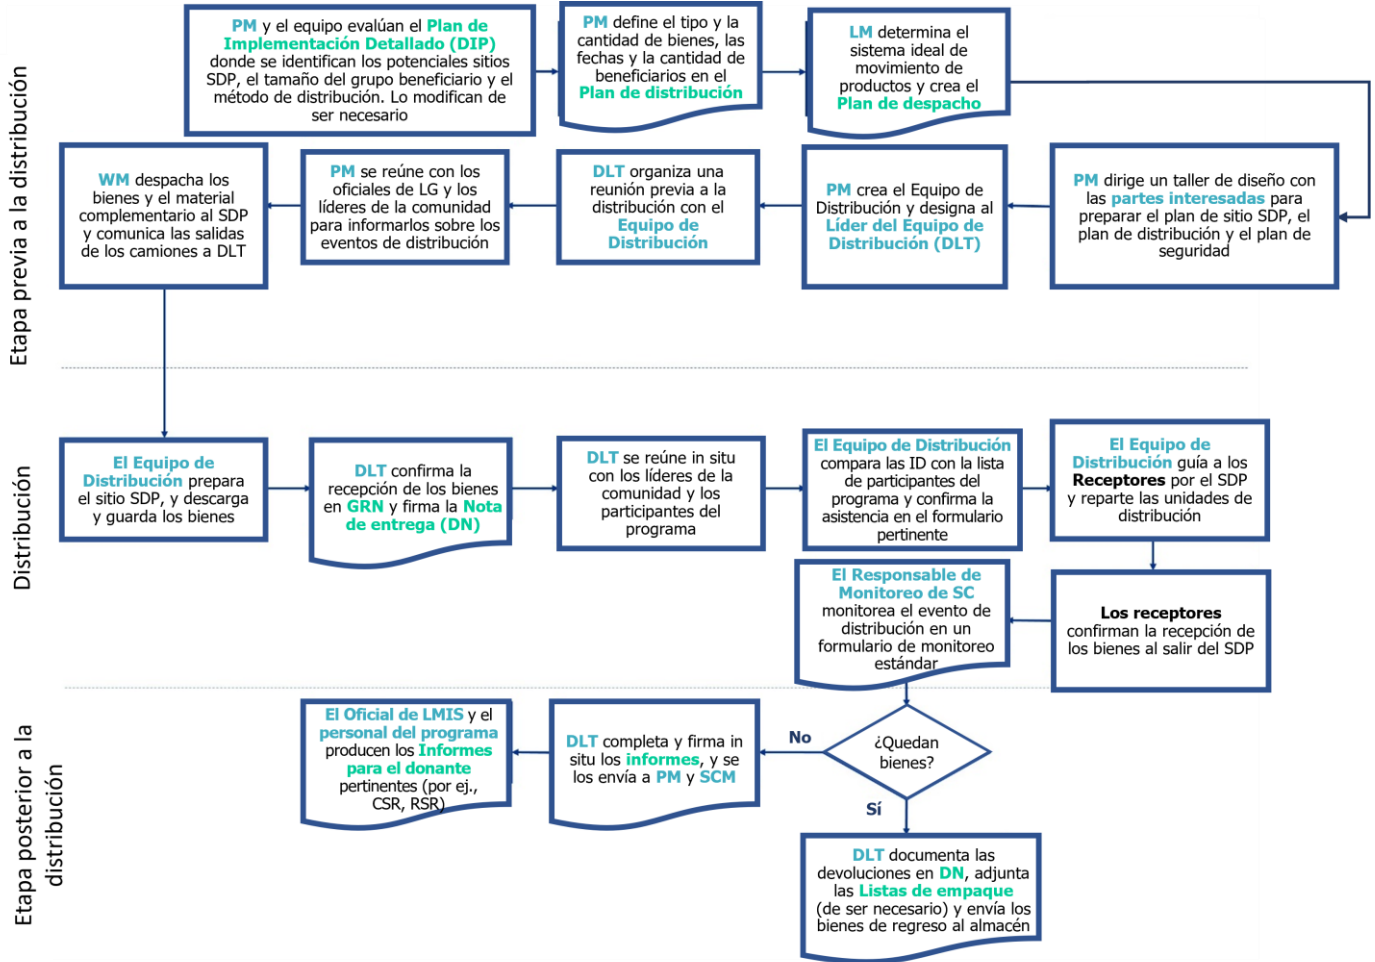 Etapa previa a la distribución
PM y el equipo evalúan el Plan de
Implementación Detallado (DIP)
donde se identifican los potenciales sitios
SDP, el tamaño del grupo beneficiario y el
método de distribución. Lo modifican de
ser necesario
PM define el tipo y la
cantidad de bienes, las
fechas y la cantidad de
beneficiarios en el
Plan de distribución
LM determina el
sistema ideal de
movimiento de
productos y crea el
Plan de despacho
PM dirige un taller de diseño con
las partes interesadas para
preparar el plan de sitio SDP, el
plan de distribución y el plan de
seguridad
PM crea el Equipo de
Distribución y designa al
Líder del Equipo de
Distribución (DLT)
DLT organiza una
reunión previa a la
distribución con el
Equipo de
Distribución
PM se reúne con los
oficiales de LG y los
líderes de la comunidad
para informarlos sobre los
eventos de distribución
WM despacha los
bienes y el material
complementario al SDP
y comunica las salidas
de los camiones a DLT
Distribución
El Equipo de
Distribución prepara
el sitio SDP, y descarga
y guarda los bienes
DLT confirma la
recepción de los bienes
en GRN y firma la Nota
de entrega (DN)
DLT se reúne in situ
con los líderes de la
comunidad y los
participantes del
programa
El Equipo de Distribución
compara las ID con la lista
de participantes del
programa y confirma la
asistencia en el formulario
pertinente
El Equipo de
Distribución guía a los
Receptores por el SDP
y reparte las unidades de
distribución
Los receptores
confirman la recepción de
los bienes al salir del SDP
El Responsable de
Monitoreo de SC
monitorea el evento de
distribución en un
formulario de monitoreo
estándar
Etapa posterior a la
distribución
¿Quedan
bienes?
No
Sí
DLT completa y firma in
situ los informes, y se
los envía a PM y SCM
El Oficial de LMIS y el
personal del programa
producen los Informes
para el donante
pertinentes (por ej.,
CSR, RSR)
DLT documenta las
devoluciones en DN, adjunta
las Listas de empaque
(de ser necesario) y envía los
bienes de regreso al almacén